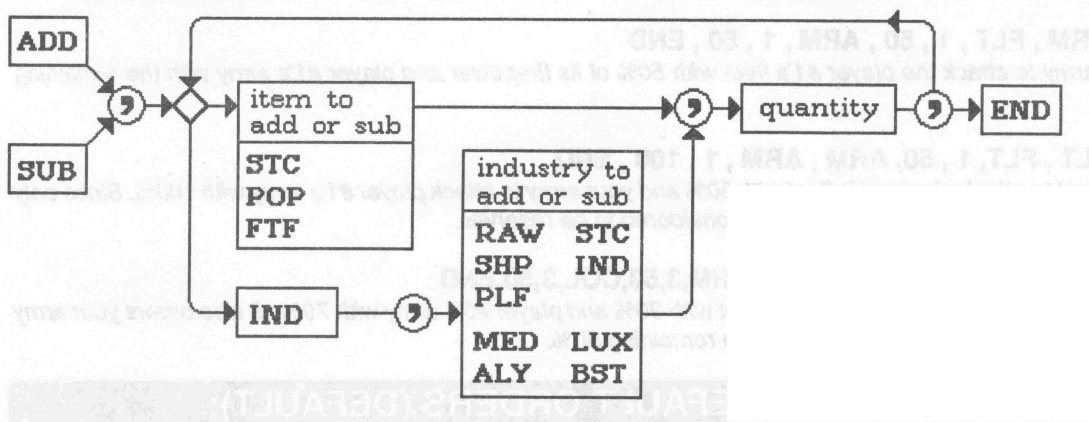 ADD
SUB
,
item to
add or sub
STC
POP
FTF
IND
,
industry to
add or sub
RAW STC
SHP IND
PLF
MED LUX
ALY BST
,
quantity
,
END